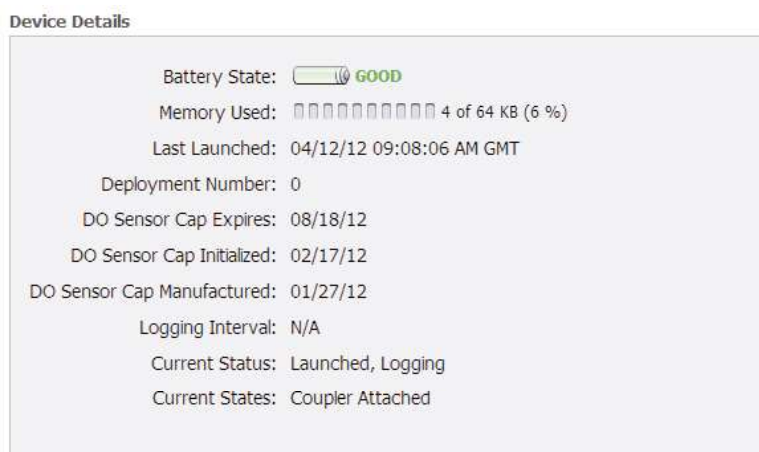 Device Details
Battery State: GOOD
Memory Used: 4 of 64 KB (6 %)
Last Launched: 04/12/12 09:08:06 AM GMT
Deployment Number: 0
DO Sensor Cap Expires: 08/18/12
DO Sensor Cap Initialized: 02/17/12
DO Sensor Cap Manufactured: 01/27/12
Logging Interval: N/A
Current Status: Launched, Logging
Current States: Coupler Attached